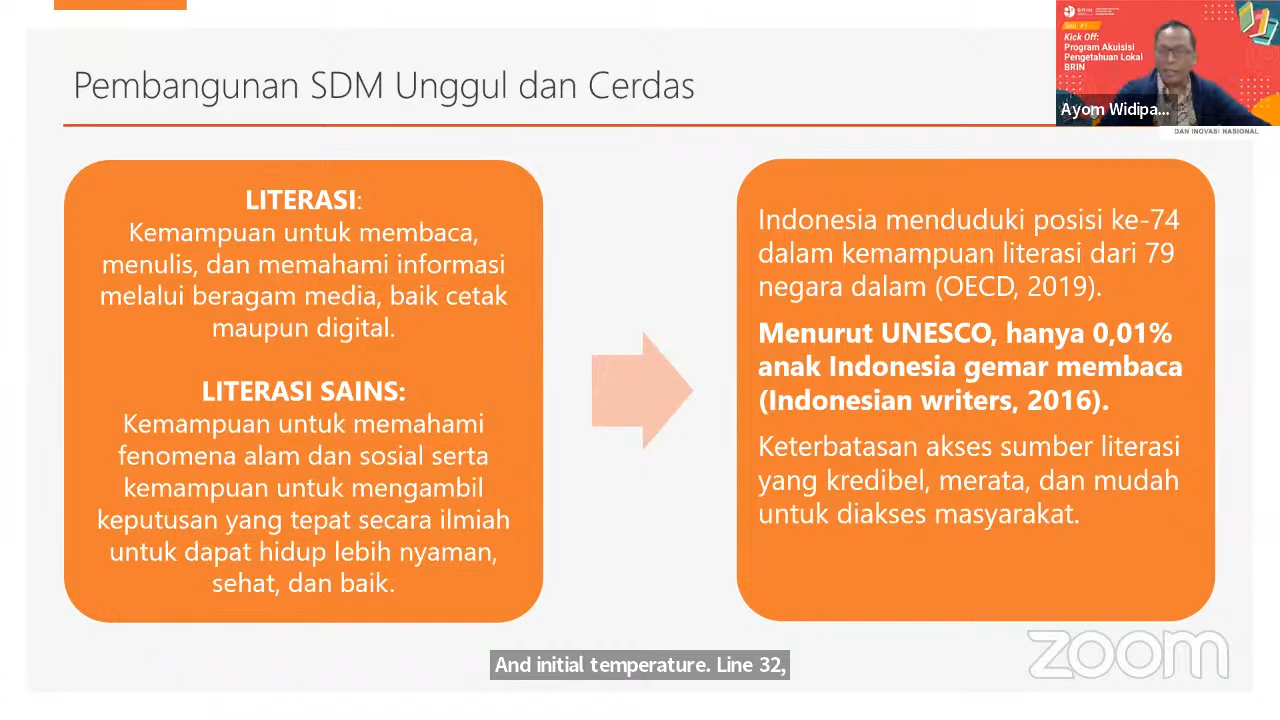 Pembangunan SDM Unggul dan Cerdas
BRIN
Kick Off:
Program Akuisisi
Pengetahuan Lokal
BRIN
Ayom Widipa...
DAN INOVASI NASIONAL
LITERASI:
Kemampuan untuk membaca,
menulis, dan memahami informasi
melalui beragam media, baik cetak
maupun digital.
LITERASI SAINS:
Kemampuan untuk memahami
fenomena alam dan sosial serta
kemampuan untuk mengambil
keputusan yang tepat secara ilmiah
untuk dapat hidup lebih nyaman,
sehat, dan baik.
Indonesia menduduki posisi ke-74
dalam kemampuan literasi dari 79
negara dalam (OECD, 2019).
Menurut UNESCO, hanya 0,01%
anak Indonesia gemar membaca
(Indonesian writers, 2016).
Keterbatasan akses sumber literasi
yang kredibel, merata, dan mudah
untuk diakses masyarakat.
zoom
And initial temperature. Line 32,